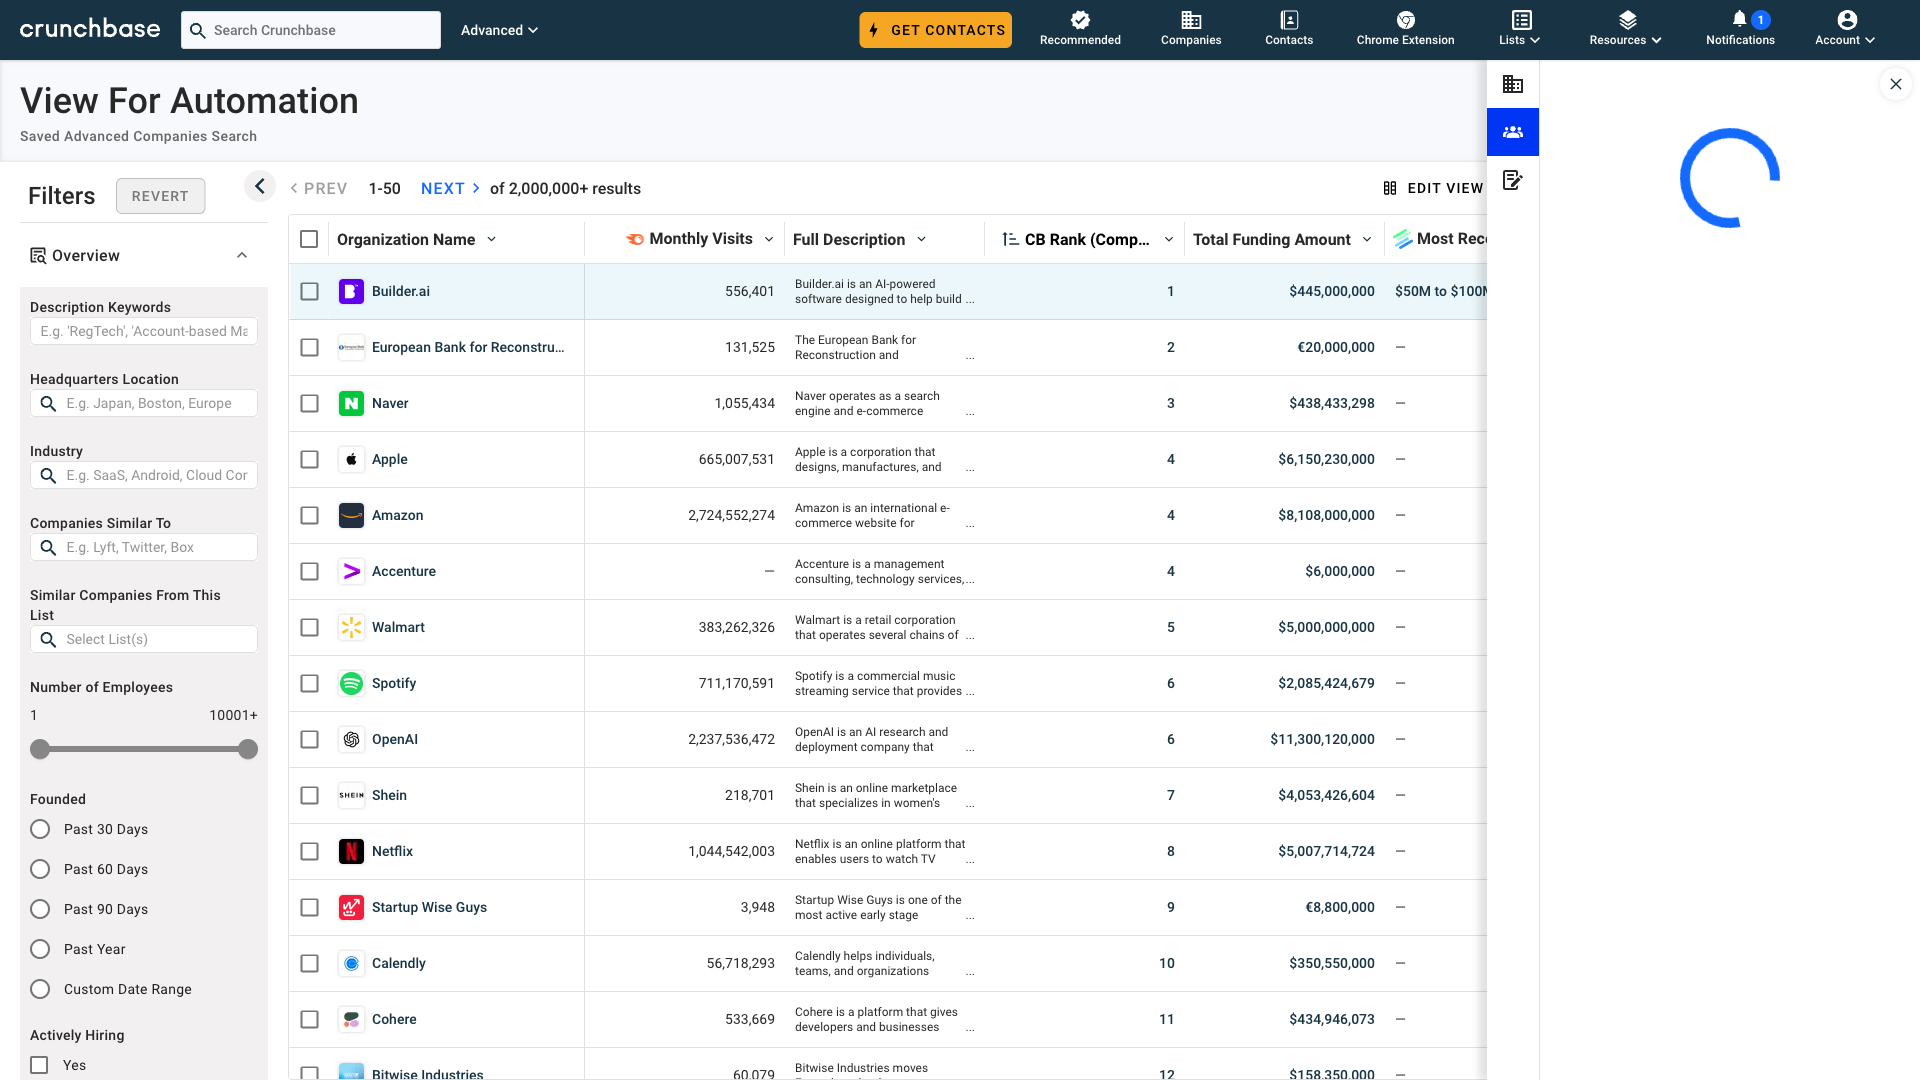 crunchbase
Search Crunchbase
Advanced
GET CONTACTS
Recommended
Companies
Contacts
Chrome Extension
Lists
Resources
1
Notifications
Account
View For Automation
Saved Advanced Companies Search
Filters
REVERT
PREV 1-50 NEXT of 2,000,000+ results
EDIT VIEW
Overview
Description Keywords
E.g. 'RegTech', 'Account-based Ma
Headquarters Location
E.g. Japan, Boston, Europe
Industry
E.g. SaaS, Android, Cloud Cor
Companies Similar To
E.g. Lyft, Twitter, Box
Similar Companies From This
List
Select List(s)
Number of Employees
1 10001+
Founded
Past 30 Days
Past 60 Days
Past 90 Days
Past Year
Custom Date Range
Actively Hiring
Yes
Organization Name Monthly Visits Full Description CB Rank (Comp... Total Funding Amount Most Rec
Builder.ai 556,401 Builder.ai is an AI-powered
software designed to help build ... 1 $445,000,000 $50M to $100M
European Bank for Reconstru... 131,525 The European Bank for
Reconstruction and ... 2 €20,000,000 —
Naver 1,055,434 Naver operates as a search
engine and e-commerce ... 3 $438,433,298 —
Apple 665,007,531 Apple is a corporation that
designs, manufactures, and ... 4 $6,150,230,000 —
Amazon 2,724,552,274 Amazon is an international e-
commerce website for ... 4 $8,108,000,000 —
Accenture — Accenture is a management
consulting, technology services,... 4 $6,000,000 —
Walmart 383,262,326 Walmart is a retail corporation
that operates several chains of ... 5 $5,000,000,000 —
Spotify 711,170,591 Spotify is a commercial music
streaming service that provides ... 6 $2,085,424,679 —
OpenAI 2,237,536,472 OpenAI is an AI research and
deployment company that ... 6 $11,300,120,000 —
SHEIN Shein 218,701 Shein is an online marketplace
that specializes in women's ... 7 $4,053,426,604 —
Netflix 1,044,542,003 Netflix is an online platform that
enables users to watch TV ... 8 $5,007,714,724 —
Startup Wise Guys 3,948 Startup Wise Guys is one of the
most active early stage ... 9 €8,800,000 —
Calendly 56,718,293 Calendly helps individuals,
teams, and organizations ... 10 $350,550,000 —
Cohere 533,669 Cohere is a platform that gives
developers and businesses ... 11 $434,946,073 —
Bitwise Industries 60,079 Bitwise Industries moves
12 $158,350,000 —